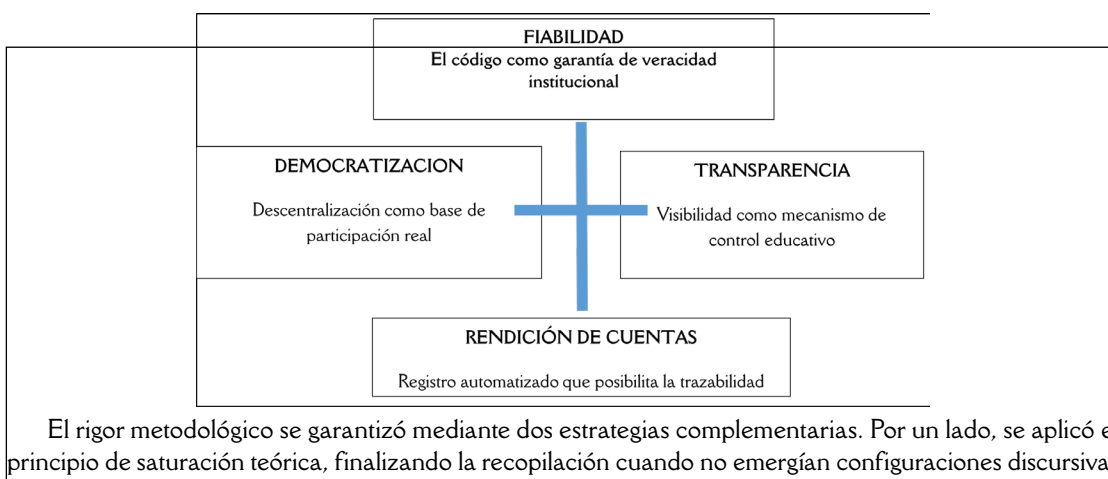 FIABILIDAD
El código como garantía de veracidad
institucional
DEMOCRATIZACION
Descentralización como base de
participación real
TRANSPARENCIA
Visibilidad como mecanismo de
control educativo
RENDICIÓN DE CUENTAS
Registro automatizado que posibilita la trazabilidad
El rigor metodológico se garantizó mediante dos estrategias complementarias. Por un lado, se aplicó e
principio de saturación teórica, finalizando la recopilación cuando no emergían configuraciones discursiva